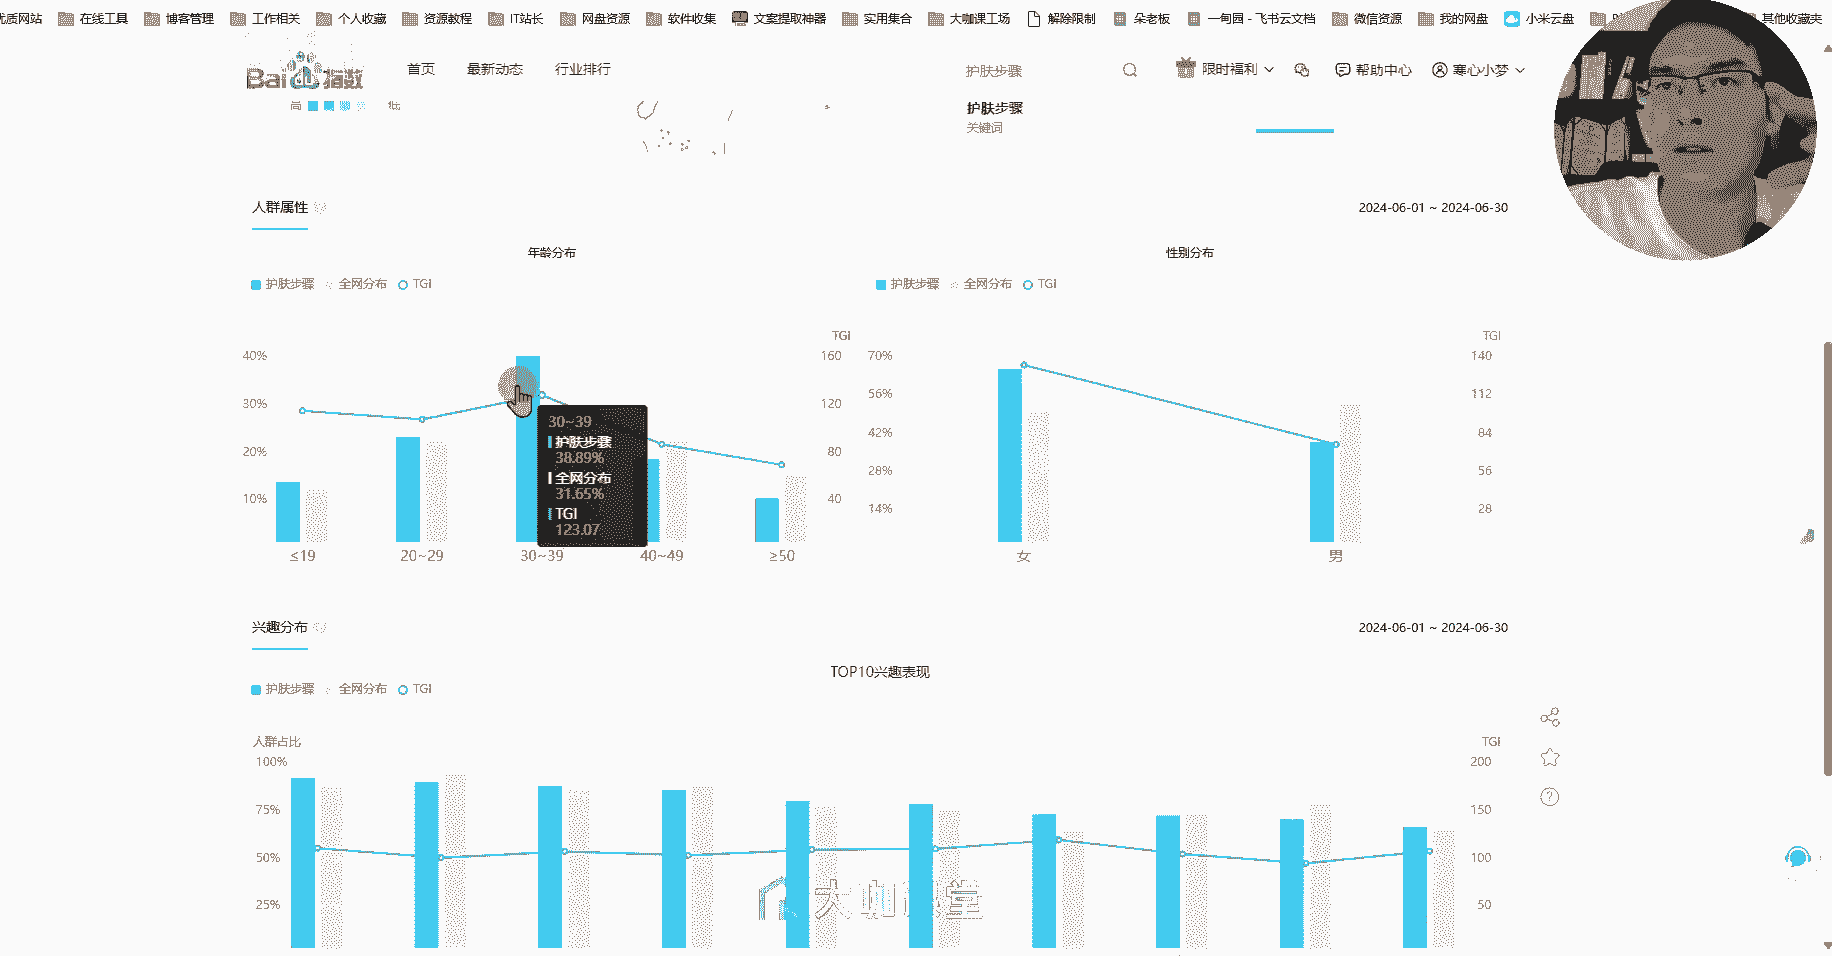 优质网站 在线工具 博客管理 工作相关 个人收藏 资源教程 IT站长 网盘资源 软件收集 文案提取神器 实用集合 大咖课工场 解除限制 朵老板 一甸园 - 飞书云文档 微信资源 我的网盘 小米云盘 其他收藏夹
Bai 指数 首页 最新动态 行业排行 护肤步骤 限时福利 帮助中心 寒心小梦
高 低
护肤步骤
关键词
人群属性 2024-06-01 ~ 2024-06-30
年龄分布 性别分布
护肤步骤 全网分布 TGI 护肤步骤 全网分布 TGI
TGI TGI
40% 160 70% 140
30% 120 56% 112
42% 84
20% 80
28% 56
10% 40
14% 28
30~39
护肤步骤
38.89%
全网分布
31.65%
TGI
123.07
≤19 20~29 30~39 40~49 ≥50 女 男
兴趣分布 2024-06-01 ~ 2024-06-30
TOP10兴趣表现
护肤步骤 全网分布 TGI
人群占比 TGI
100% 200
75% 150
50% 100
25% 50
大咖课堂